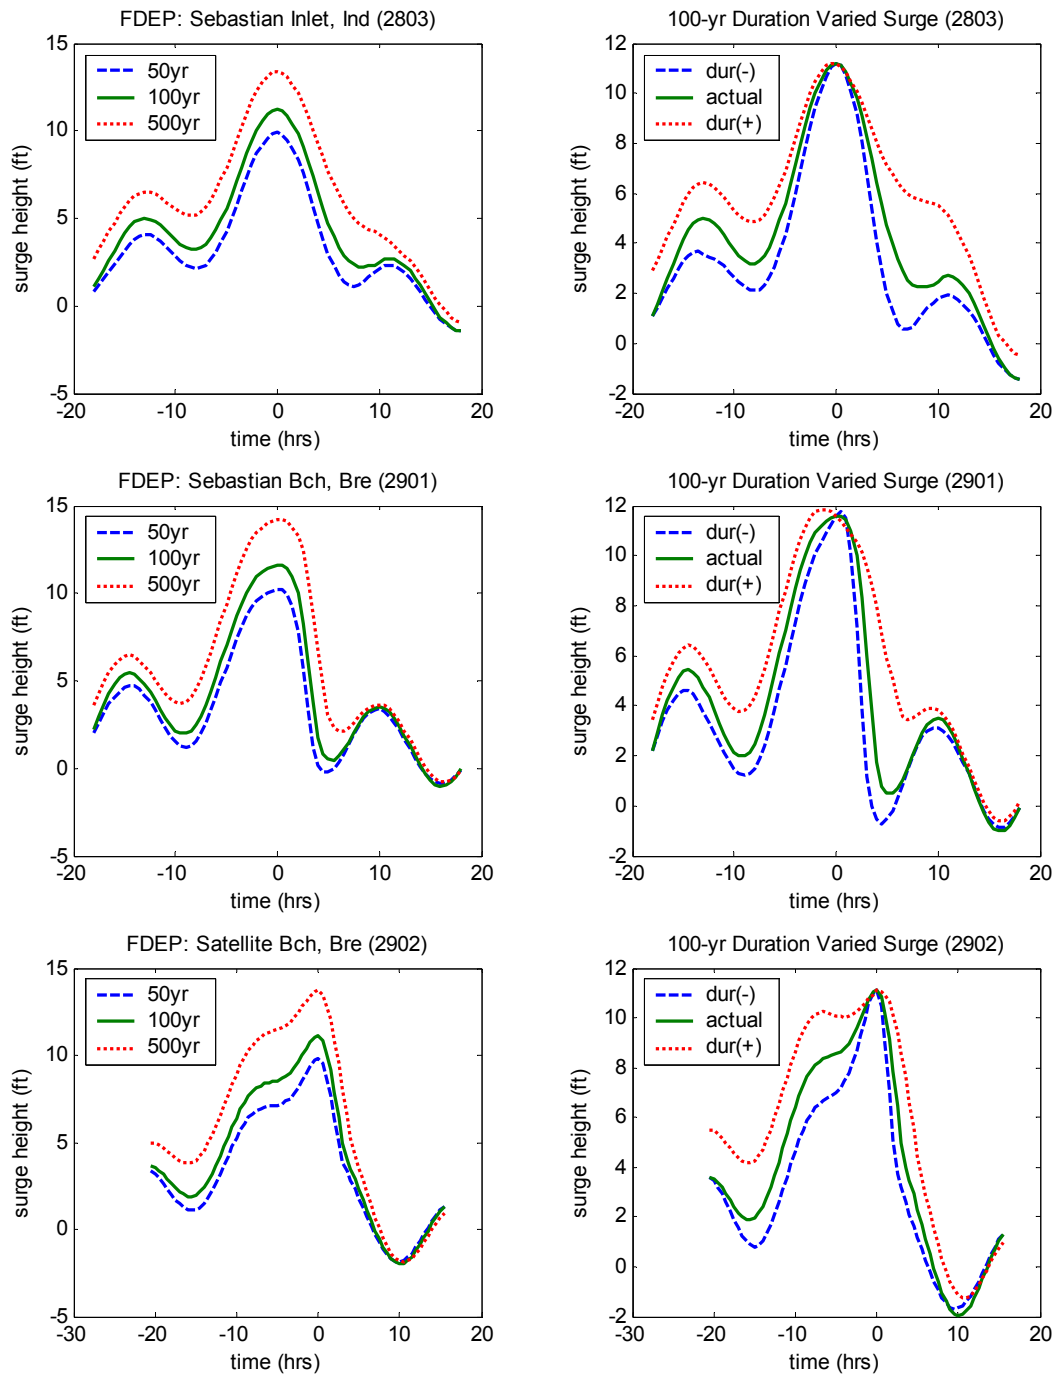 FDEP: Sebastian Inlet, Ind (2803)
15
10
5
0
-5
-20
-10
0
10
20
surge height (ft)
time (hrs)
50yr
100yr
500yr
100-yr Duration Varied Surge (2803)
12
10
8
6
4
2
0
-2
-20
-10
0
10
20
surge height (ft)
time (hrs)
dur(-)
actual
dur(+)
FDEP: Sebastian Bch, Bre (2901)
15
10
5
0
-5
-20
-10
0
10
20
surge height (ft)
time (hrs)
50yr
100yr
500yr
100-yr Duration Varied Surge (2901)
12
10
8
6
4
2
0
-2
-20
-10
0
10
20
surge height (ft)
time (hrs)
dur(-)
actual
dur(+)
FDEP: Satellite Bch, Bre (2902)
15
10
5
0
-5
-30
-20
-10
0
10
20
surge height (ft)
time (hrs)
50yr
100yr
500yr
100-yr Duration Varied Surge (2902)
12
10
8
6
4
2
0
-2
-30
-20
-10
0
10
20
surge height (ft)
time (hrs)
dur(-)
actual
dur(+)